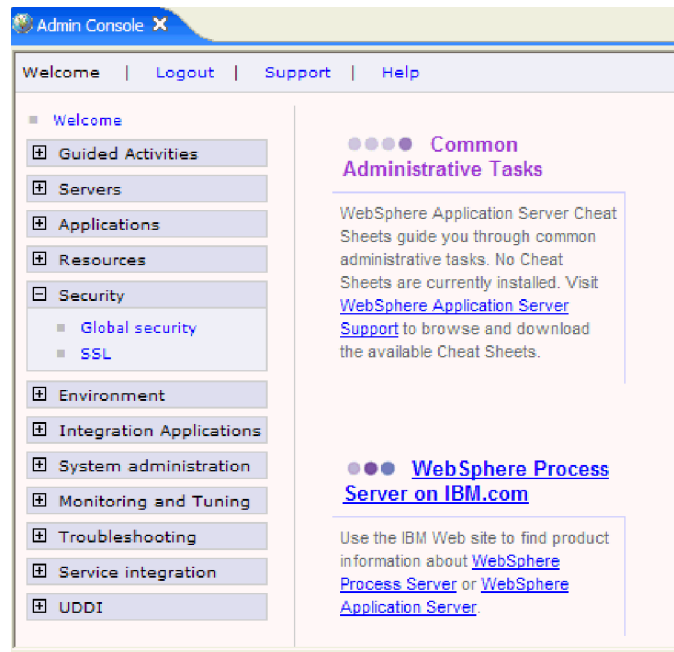 Admin Console
Welcome | Logout | Support | Help
Welcome
Guided Activities
Servers
Applications
Resources
Security
Global security
SSL
Environment
Integration Applications
System administration
Monitoring and Tuning
Troubleshooting
Service integration
UDDI
Common
Administrative Tasks
WebSphere Application Server Cheat
Sheets guide you through common
administrative tasks. No Cheat
Sheets are currently installed. Visit
WebSphere Application Server
Support to browse and download
the available Cheat Sheets.
WebSphere Process
Server on IBM.com
Use the IBM Web site to find product
information about WebSphere
Process Server or WebSphere
Application Server.